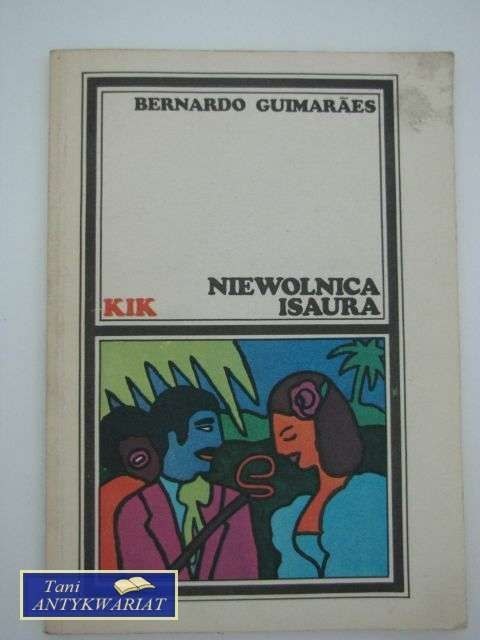 BERNARDO GUIMARÃES
NIEWOLNICA
KIK ISAURA
Tani
ANTYKWARIAT